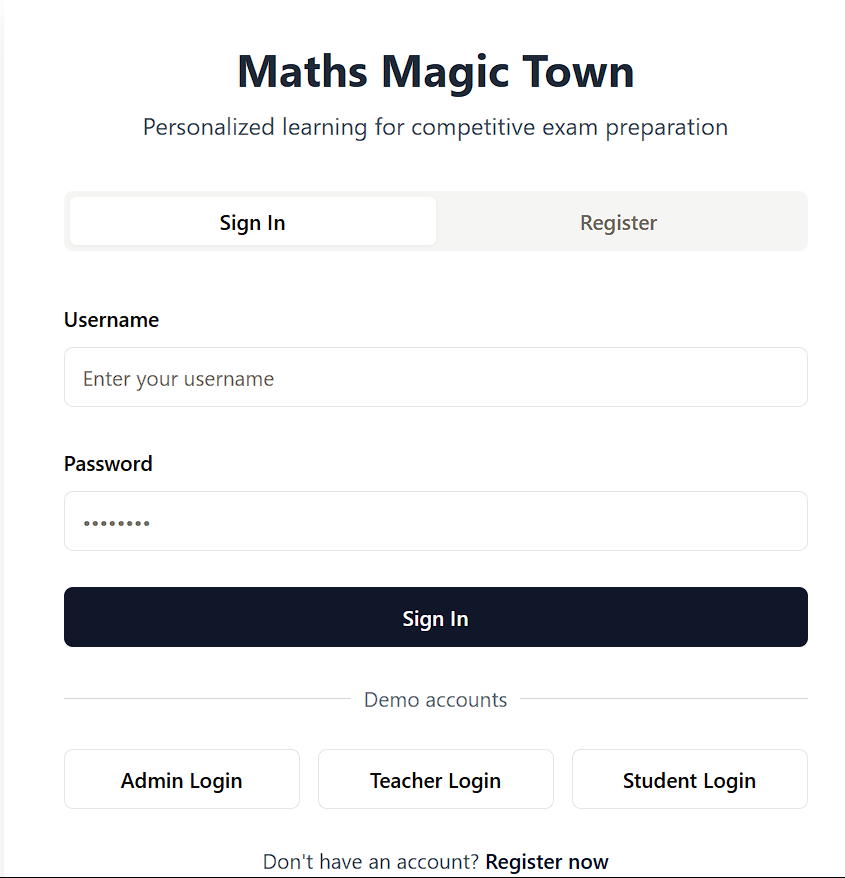 Maths Magic Town
Personalized learning for competitive exam preparation
Sign In
Register
Username
Enter your username
Password
••••••••
Sign In
Demo accounts
Admin Login
Teacher Login
Student Login
Don't have an account? Register now